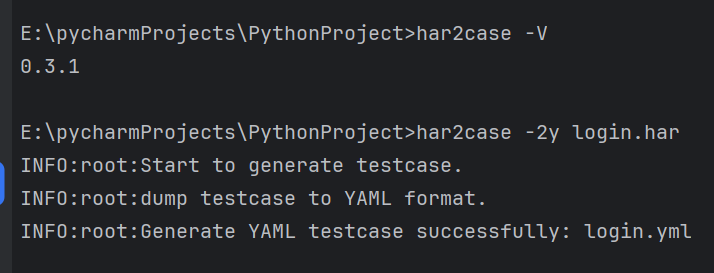 E:\pycharmProjects\PythonProject>har2case -V
0.3.1
E:\pycharmProjects\PythonProject>har2case -2y login.har
INFO:root:Start to generate testcase.
INFO:root:dump testcase to YAML format.
INFO:root:Generate YAML testcase successfully: login.yml